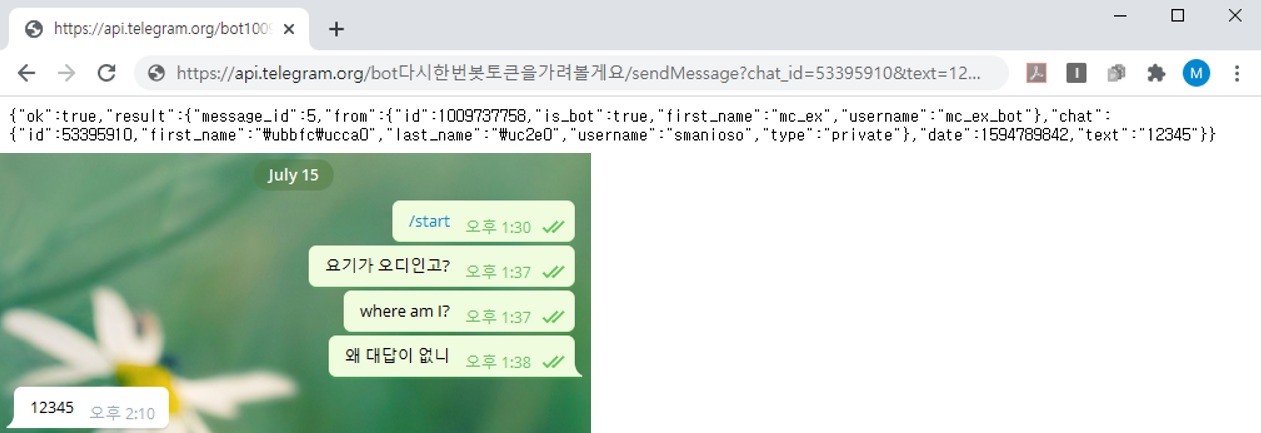 https://api.telegram.org/bot1009
https://api.telegram.org/bot다시한번봇토큰을가려볼게요/sendMessage?chat_id=53395910&text=12...
M
{"ok":true,"result":{"message_id":5,"from":{"id":1009737758,"is_bot":true,"first_name":"mc_ex","username":"mc_ex_bot"},"chat":
{"id":53395910,"first_name":"₩ubbfc₩ucca0","last_name":"₩uc2e0","username":"smanioso","type":"private"},"date":1594789842,"text":"12345"}}
July 15
/start 오후 1:30
요기가 오디인고? 오후 1:37
where am I? 오후 1:37
왜 대답이 없니 오후 1:38
12345 오후 2:10